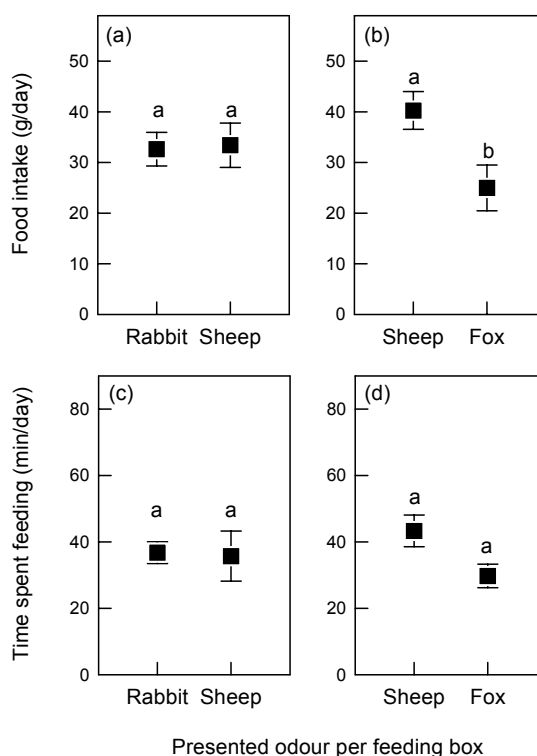 (a)
(b)
Food intake (g/day)
50
40
30
20
10
0
a
a
Rabbit Sheep
50
40
30
20
10
0
a
b
Sheep Fox
(c)
(d)
Time spent feeding (min/day)
80
60
40
20
0
a
a
Rabbit Sheep
80
60
40
20
0
a
a
Sheep Fox
Presented odour per feeding box